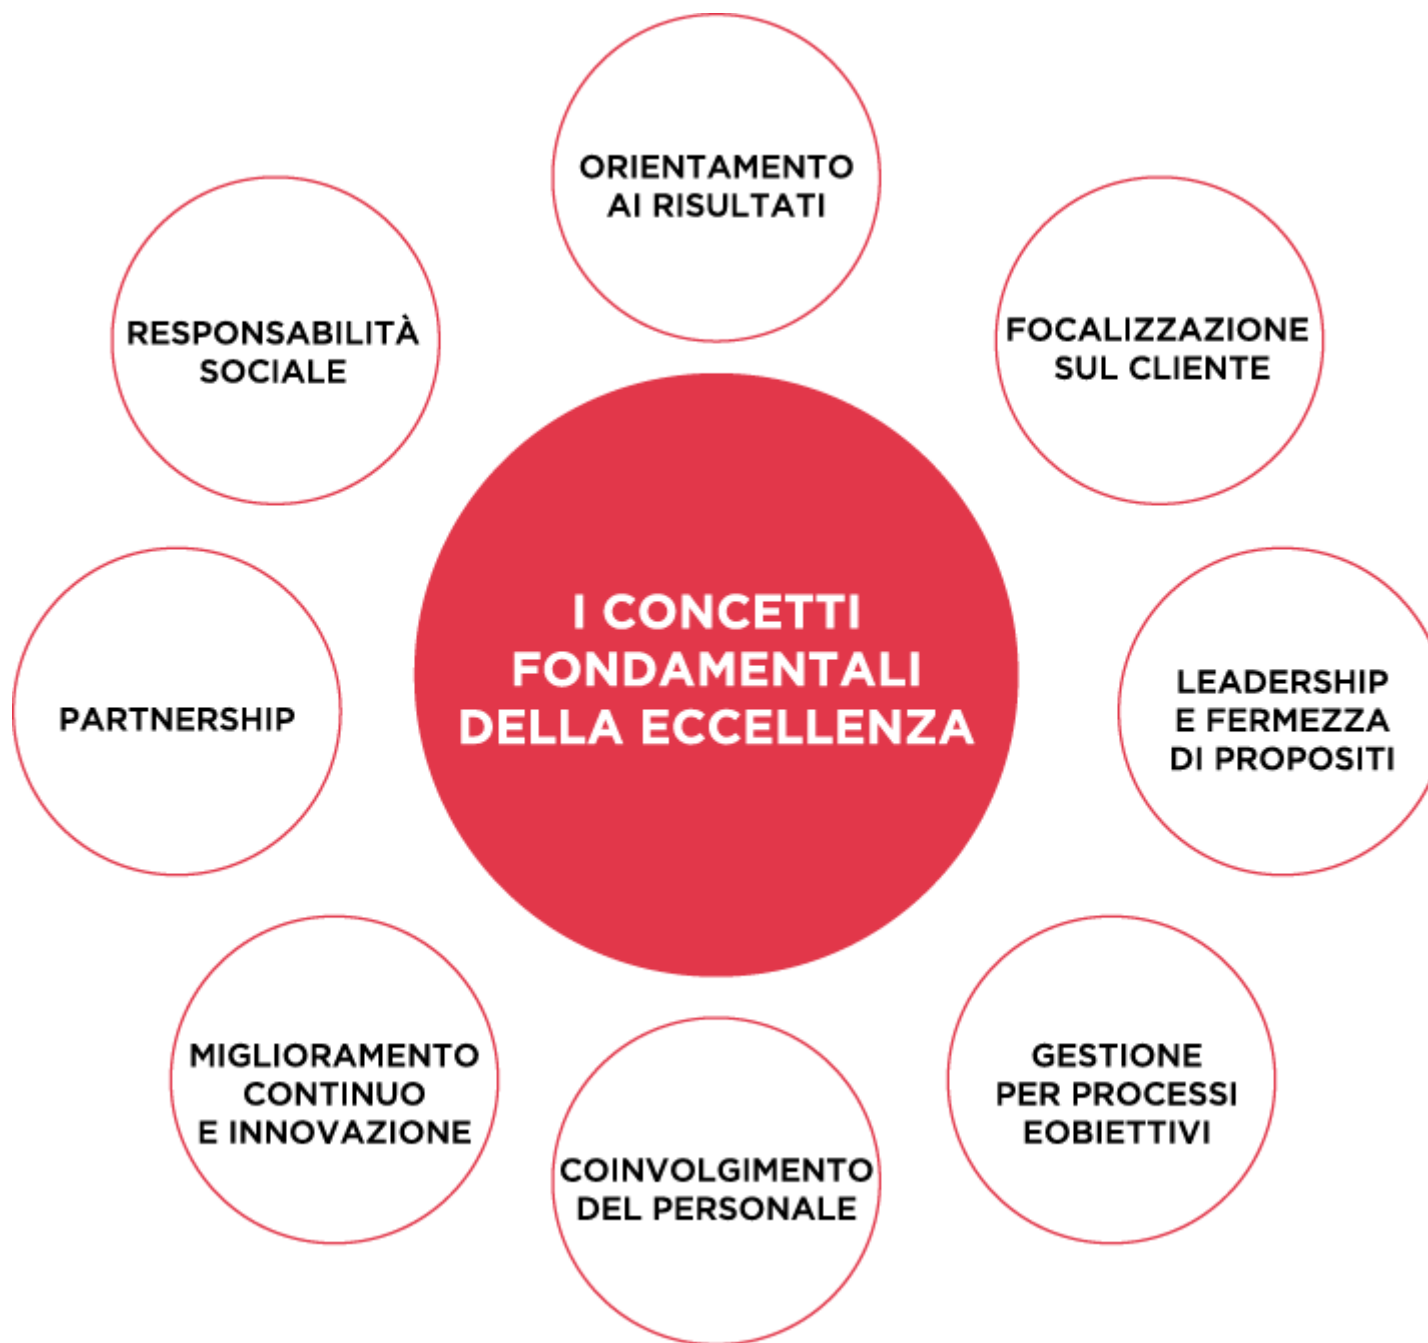 ORIENTAMENTO
AI RISULTATI
FOCALIZZAZIONE
SUL CLIENTE
LEADERSHIP
E FERMEZZA
DI PROPOSITI
GESTIONE
PER PROCESSI
EOBIETTIVI
COINVOLGIMENTO
DEL PERSONALE
MIGLIORAMENTO
CONTINUO
E INNOVAZIONE
PARTNERSHIP
RESPONSABILITÀ
SOCIALE
I CONCETTI
FONDAMENTALI
DELLA ECCELLENZA